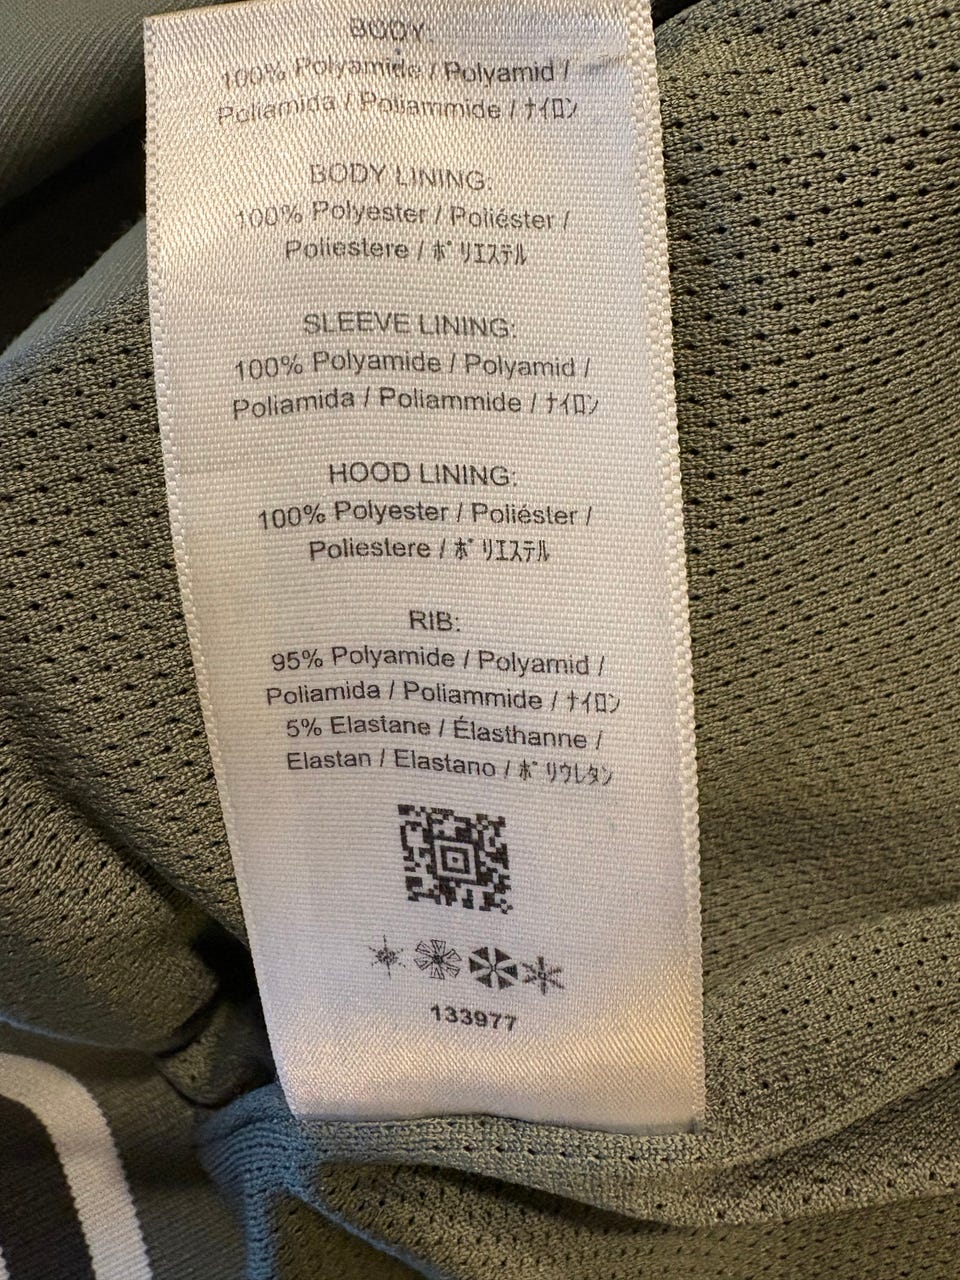 BODY:
100% Polyamide / Polyamid /
Poliamida / Poliammide / ﾅｲﾛﾝ
BODY LINING:
100% Polyester / Poliéster /
Poliestere / ﾎﾟﾘｴｽﾃﾙ
SLEEVE LINING:
100% Polyamide / Polyamid /
Poliamida / Poliammide / ﾅｲﾛﾝ
HOOD LINING:
100% Polyester / Poliéster /
Poliestere / ﾎﾟﾘｴｽﾃﾙ
RIB:
95% Polyamide / Polyamid /
Poliamida / Poliammide / ﾅｲﾛﾝ
5% Elastane / Élasthanne /
Elastan / Elastano / ﾎﾟﾘｳﾚﾀﾝ
133977